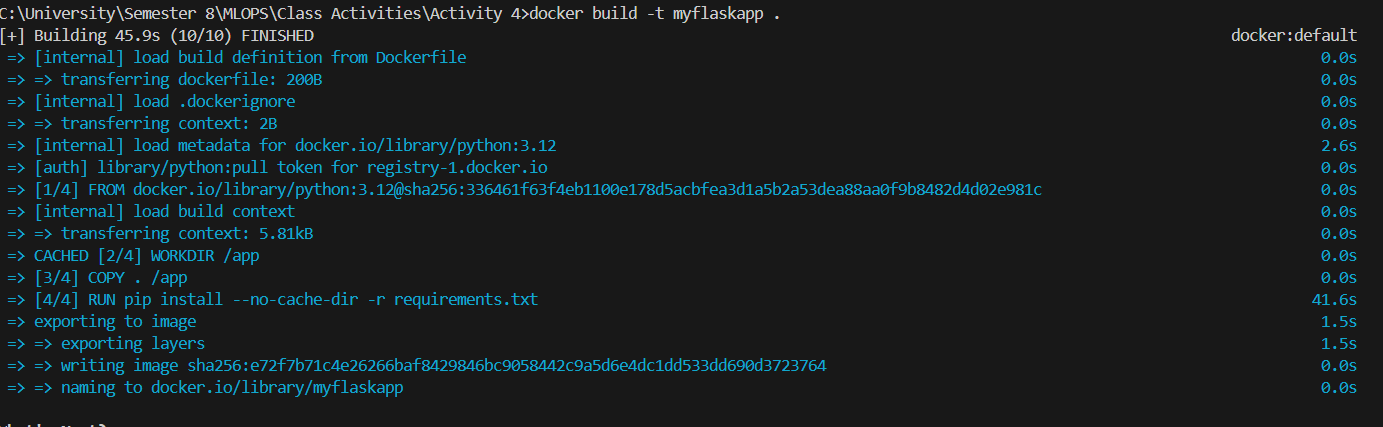 C:\University\Semester 8\MLOPS\Class Activities\Activity 4>docker build -t myflaskapp .
[+] Building 45.9s (10/10) FINISHED docker:default
=> [internal] load build definition from Dockerfile 0.0s
=> => transferring dockerfile: 200B 0.0s
=> [internal] load .dockerignore 0.0s
=> => transferring context: 2B 0.0s
=> [internal] load metadata for docker.io/library/python:3.12 2.6s
=> [auth] library/python:pull token for registry-1.docker.io 0.0s
=> [1/4] FROM docker.io/library/python:3.12@sha256:336461f63f4eb1100e178d5acbfea3d1a5b2a53dea88aa0f9b8482d4d02e981c 0.0s
=> [internal] load build context 0.0s
=> => transferring context: 5.81kB 0.0s
=> CACHED [2/4] WORKDIR /app 0.0s
=> [3/4] COPY . /app 0.0s
=> [4/4] RUN pip install --no-cache-dir -r requirements.txt 41.6s
=> exporting to image 1.5s
=> => exporting layers 1.5s
=> => writing image sha256:e72f7b71c4e26266baf8429846bc9058442c9a5d6e4dc1dd533dd690d3723764 0.0s
=> => naming to docker.io/library/myflaskapp 0.0s